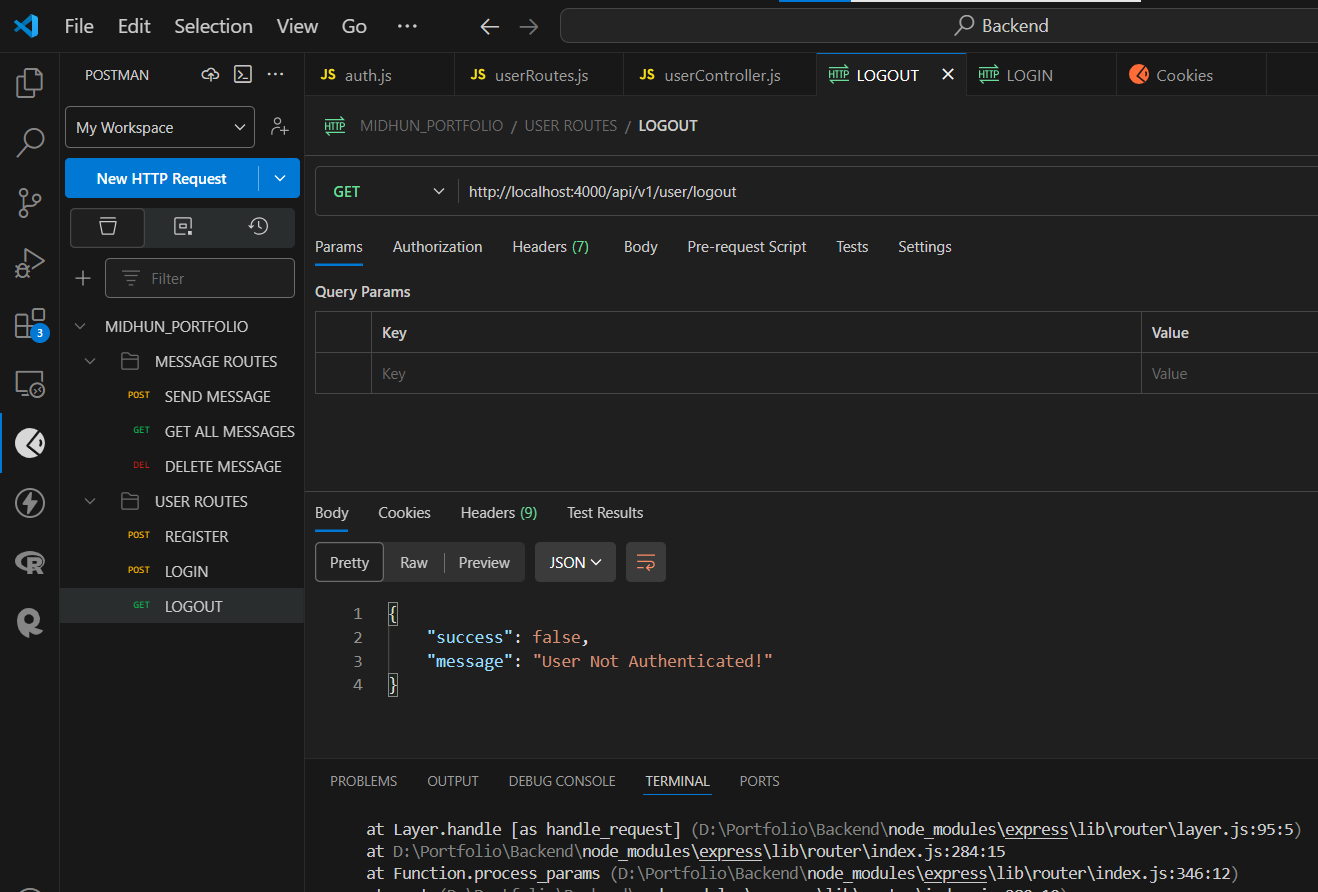 File Edit Selection View Go ··· Backend
POSTMAN
JS auth.js
JS userRoutes.js
JS userController.js
HTTP LOGOUT
HTTP LOGIN
Cookies
My Workspace
HTTP MIDHUN_PORTFOLIO / USER ROUTES / LOGOUT
New HTTP Request
GET http://localhost:4000/api/v1/user/logout
Params Authorization Headers (7) Body Pre-request Script Tests Settings
Filter
Query Params
3
MIDHUN_PORTFOLIO
MESSAGE ROUTES
POST SEND MESSAGE
GET GET ALL MESSAGES
DEL DELETE MESSAGE
USER ROUTES
POST REGISTER
POST LOGIN
GET LOGOUT
Key Value
Key Value
Body Cookies Headers (9) Test Results
Pretty Raw Preview JSON
1 {
2 "success": false,
3 "message": "User Not Authenticated!"
4 }
PROBLEMS OUTPUT DEBUG CONSOLE TERMINAL PORTS
at Layer.handle [as handle_request] (D:\Portfolio\Backend\node_modules\express\lib\router\layer.js:95:5)
at D:\Portfolio\Backend\node_modules\express\lib\router\index.js:284:15
at Function.process_params (D:\Portfolio\Backend\node_modules\express\lib\router\index.js:346:12)